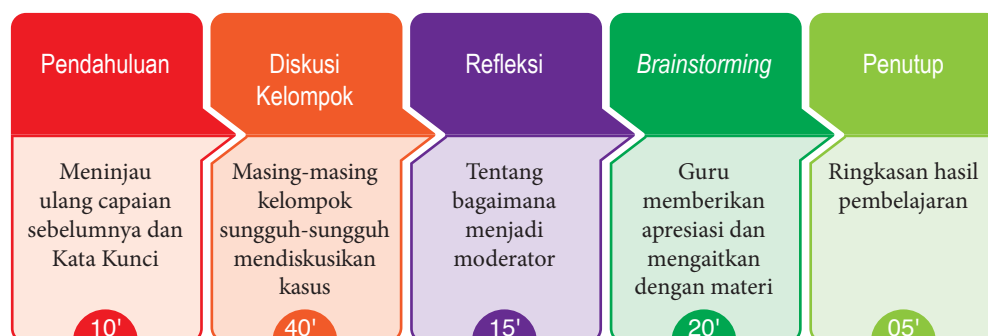 Pendahuluan
Meninjau
ulang capaian
sebelumnya dan
Kata Kunci
10'
Diskusi
Kelompok
Masing-masing
kelompok
sungguh-sungguh
mendiskusikan
kasus
40'
Refleksi
Tentang
bagaimana
menjadi
moderator
15'
Brainstorming
Guru
memberikan
apresiasi dan
mengaitkan
dengan materi
20'
Penutup
Ringkasan hasil
pembelajaran
05'